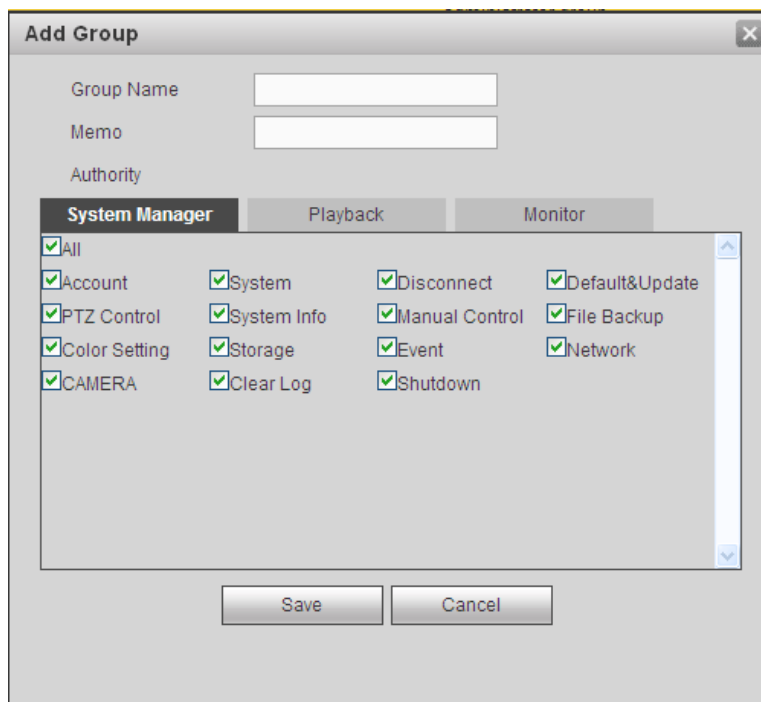 Add Group
Group Name
Memo
Authority
System Manager Playback Monitor
All
Account System Disconnect Default&Update
PTZ Control System Info Manual Control File Backup
Color Setting Storage Event Network
CAMERA Clear Log Shutdown
Save Cancel